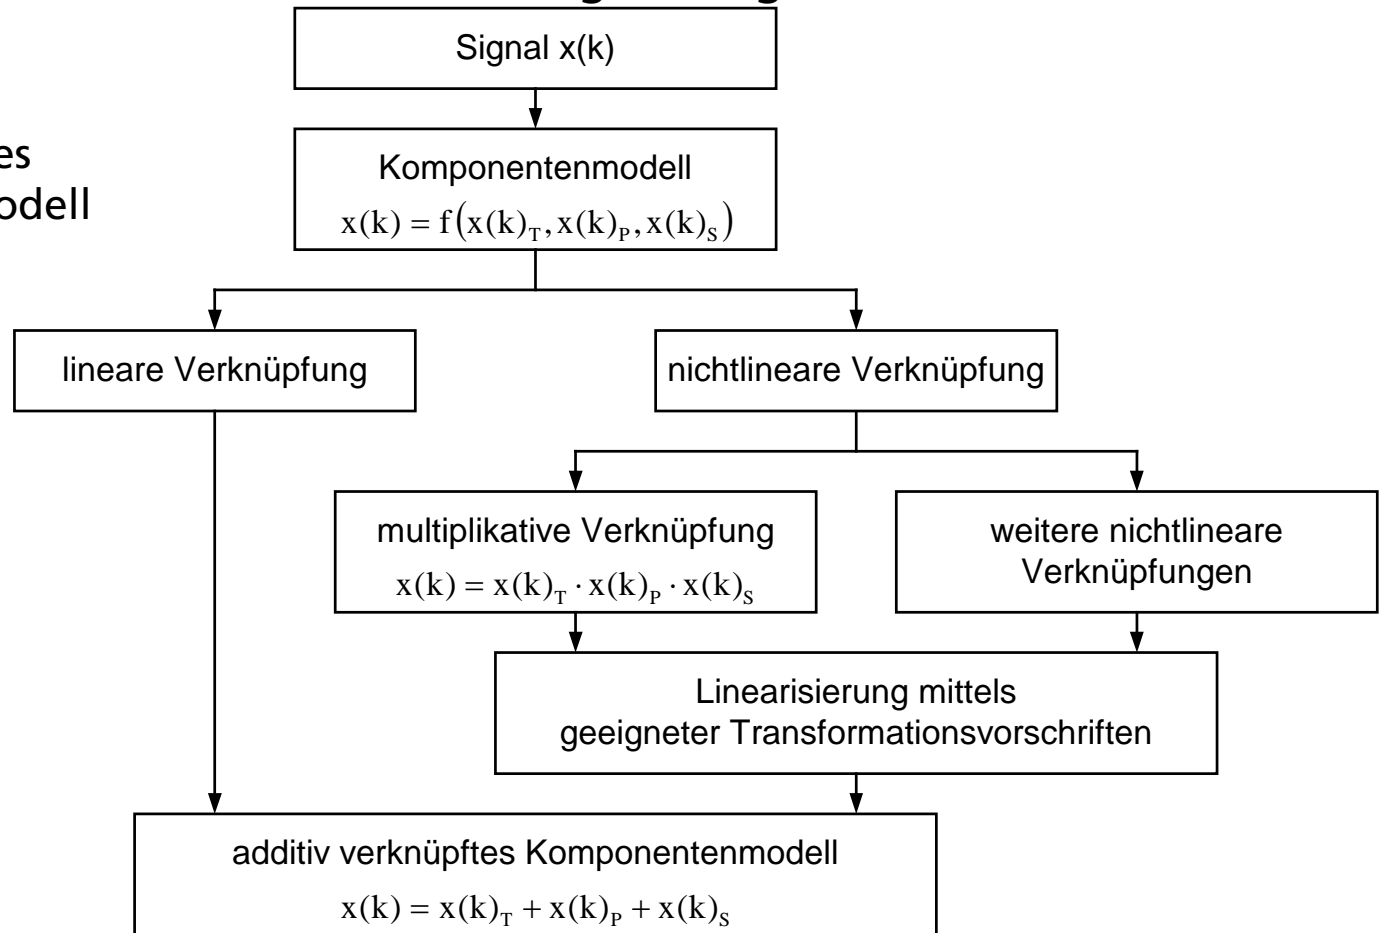 Signal x(k)
es
odell
Komponentenmodell
x(k) = f(x(k)_T, x(k)_P, x(k)_S)
lineare Verknüpfung
nichtlineare Verknüpfung
multiplikative Verknüpfung
x(k) = x(k)_T · x(k)_P · x(k)_S
weitere nichtlineare
Verknüpfungen
Linearisierung mittels
geeigneter Transformationsvorschriften
additiv verknüpftes Komponentenmodell
x(k) = x(k)_T + x(k)_P + x(k)_S